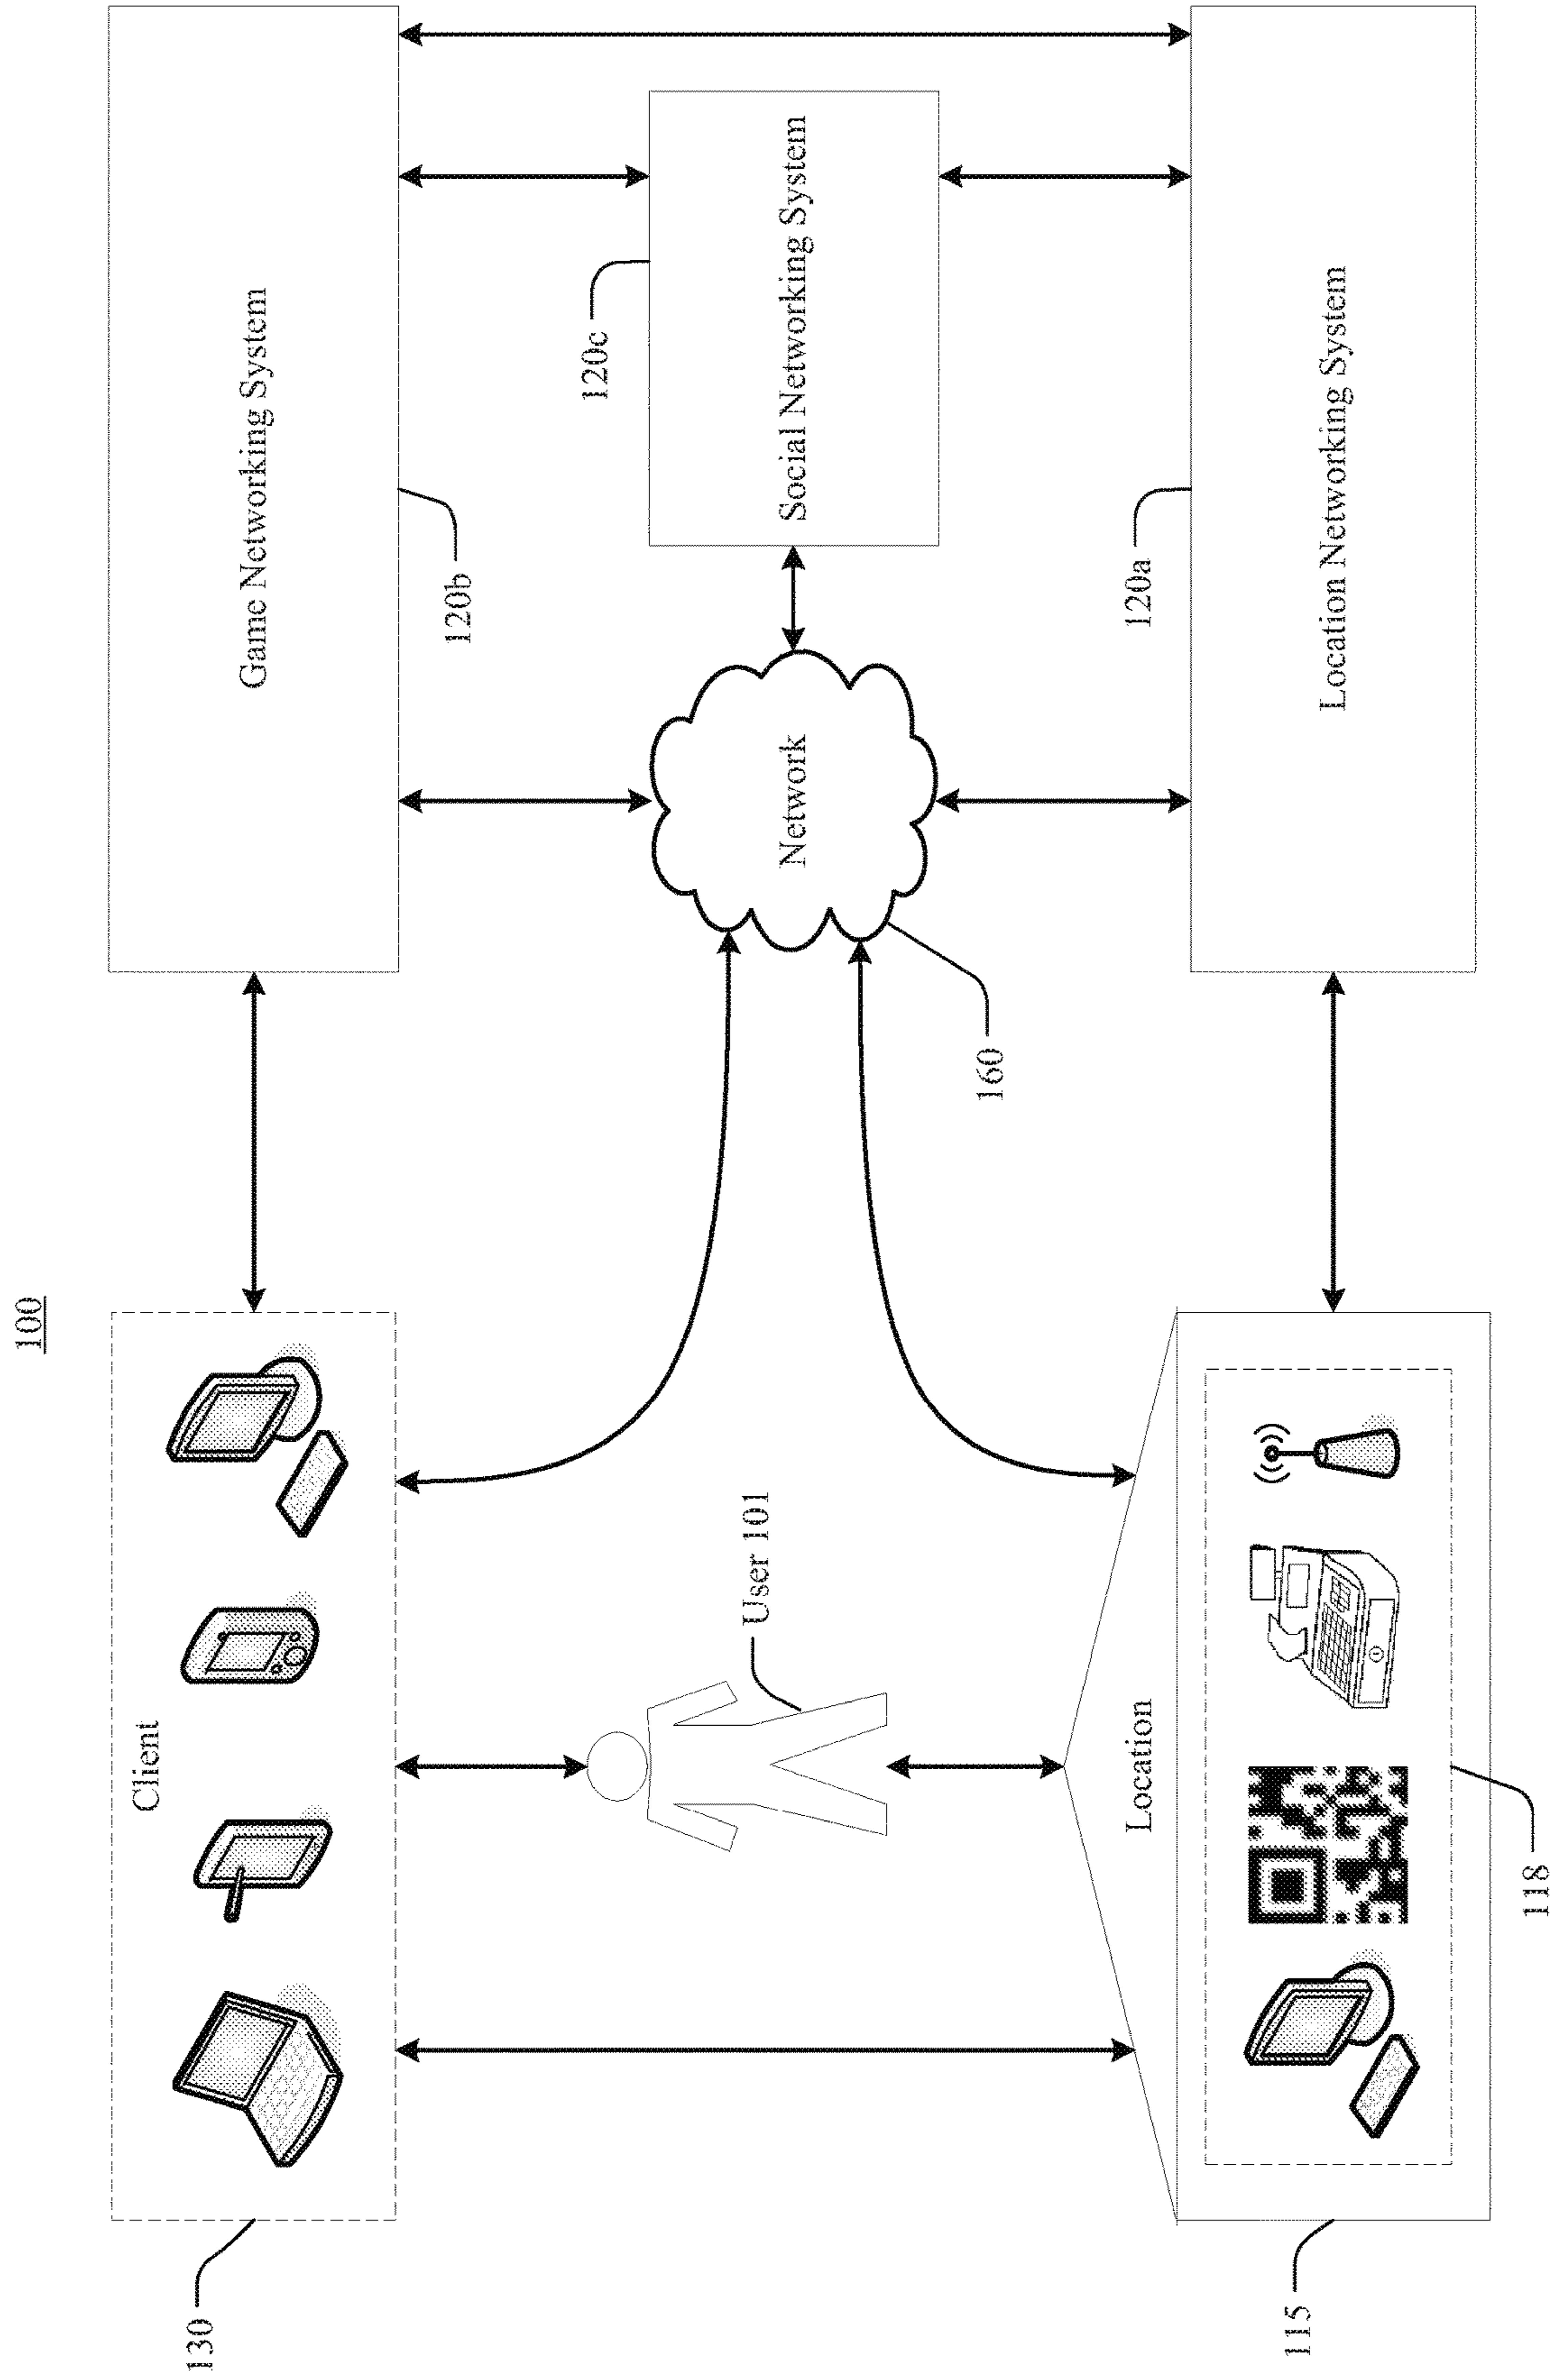 100
130
Client
Game Networking System
120b
120c
Social Networking System
User 101
Network
160
120a
Location
Location Networking System
115
118